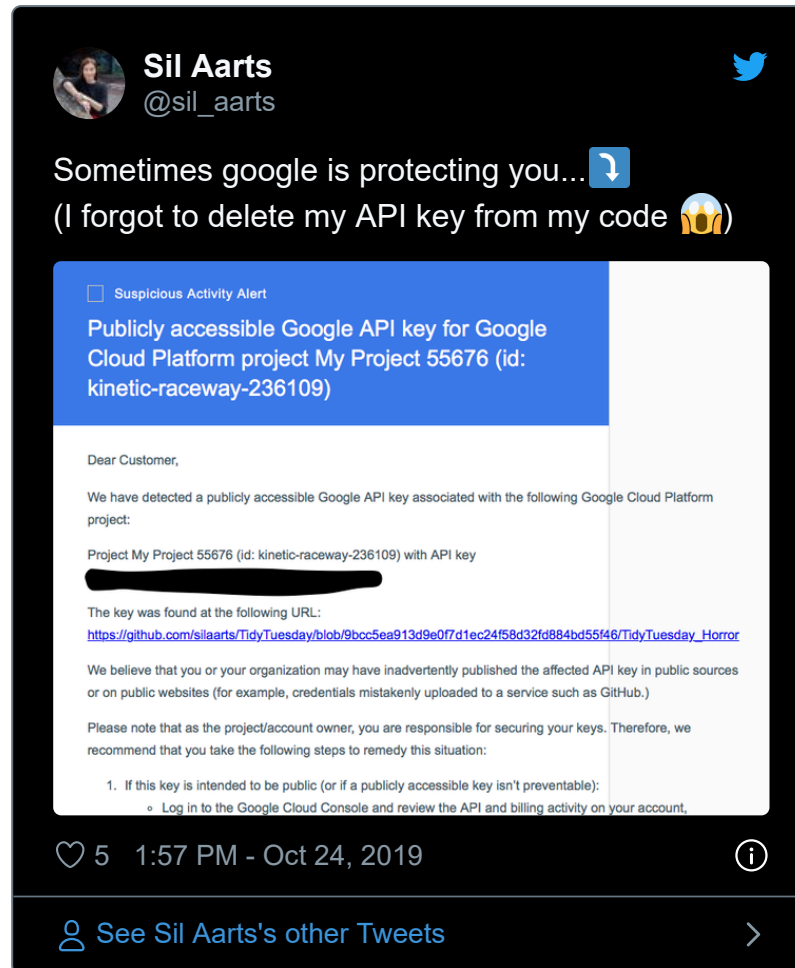 Sil Aarts
@sil_aarts
Sometimes google is protecting you...⤵
(I forgot to delete my API key from my code 😱)
Suspicious Activity Alert
Publicly accessible Google API key for Google
Cloud Platform project My Project 55676 (id:
kinetic-raceway-236109)
Dear Customer,
We have detected a publicly accessible Google API key associated with the following Google Cloud Platform
project:
Project My Project 55676 (id: kinetic-raceway-236109) with API key
The key was found at the following URL:
https://github.com/silaarts/TidyTuesday/blob/9bcc5ea913d9e0f7d1ec24f58d32fd884bd55f46/TidyTuesday_Horror
We believe that you or your organization may have inadvertently published the affected API key in public sources
or on public websites (for example, credentials mistakenly uploaded to a service such as GitHub.)
Please note that as the project/account owner, you are responsible for securing your keys. Therefore, we
recommend that you take the following steps to remedy this situation:
1. If this key is intended to be public (or if a publicly accessible key isn't preventable):
◦ Log in to the Google Cloud Console and review the API and billing activity on your account,
5 1:57 PM - Oct 24, 2019
See Sil Aarts's other Tweets